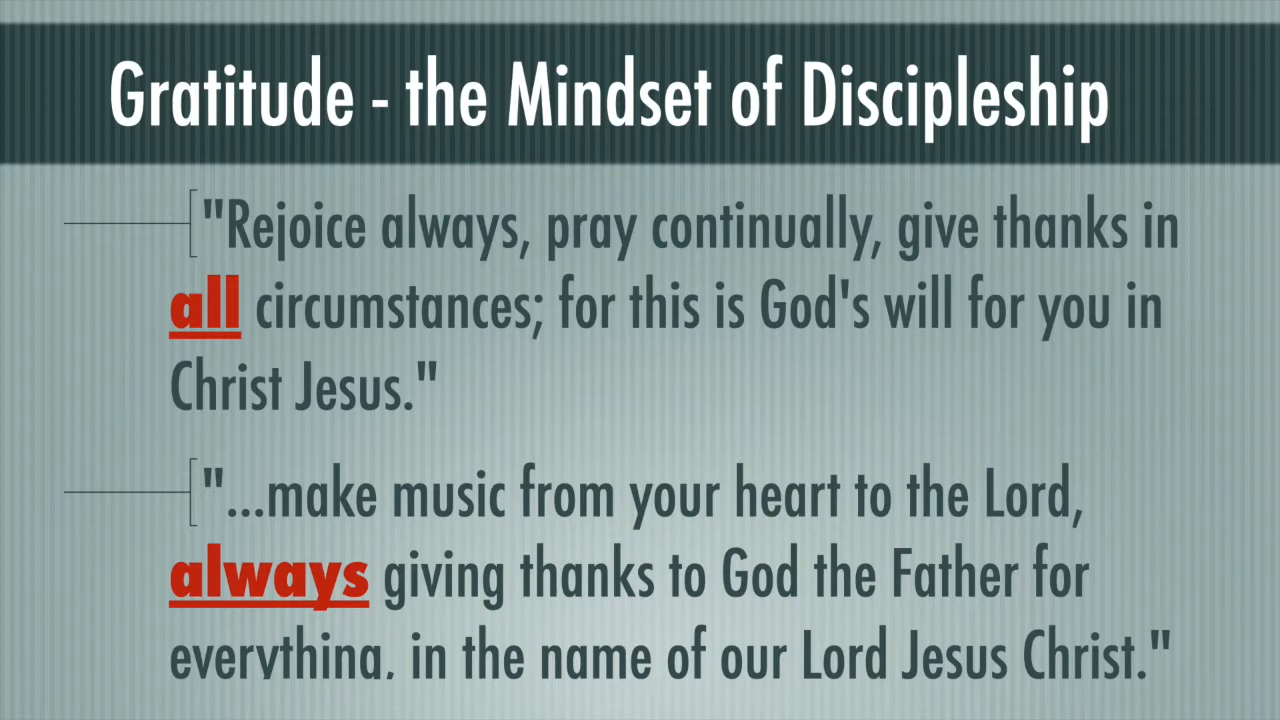 Gratitude - the Mindset of Discipleship
"Rejoice always, pray continually, give thanks in
all circumstances; for this is God's will for you in
Christ Jesus."
"...make music from your heart to the Lord,
always giving thanks to God the Father for
everything, in the name of our Lord Jesus Christ."